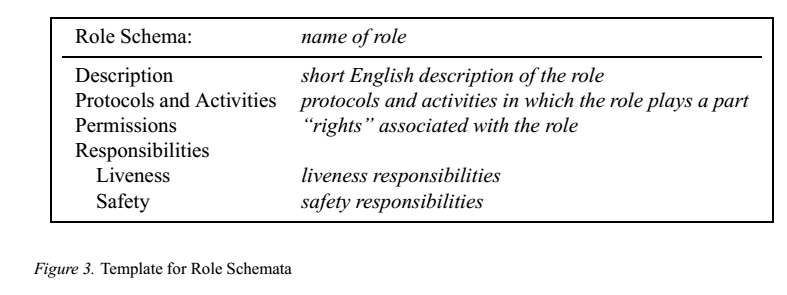 Role Schema: name of role
Description short English description of the role
Protocols and Activities protocols and activities in which the role plays a part
Permissions “rights” associated with the role
Responsibilities
Liveness liveness responsibilities
Safety safety responsibilities
Figure 3. Template for Role Schemata